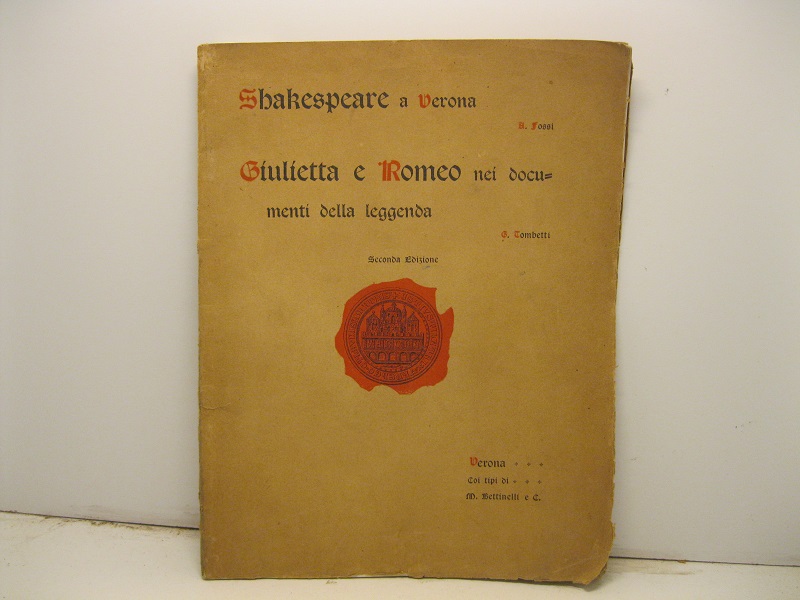 Shakespeare a Verona
R. Fossi
Giulietta e Romeo nei docu=
menti della leggenda
G. Tombetti
Seconda Edizione
Verona
Coi tipi di
M. Bettinelli e C.